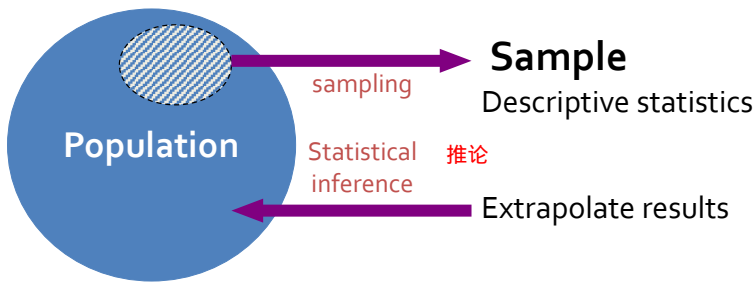 Sample
sampling
Descriptive statistics
Population
Statistical 推论
inference
Extrapolate results